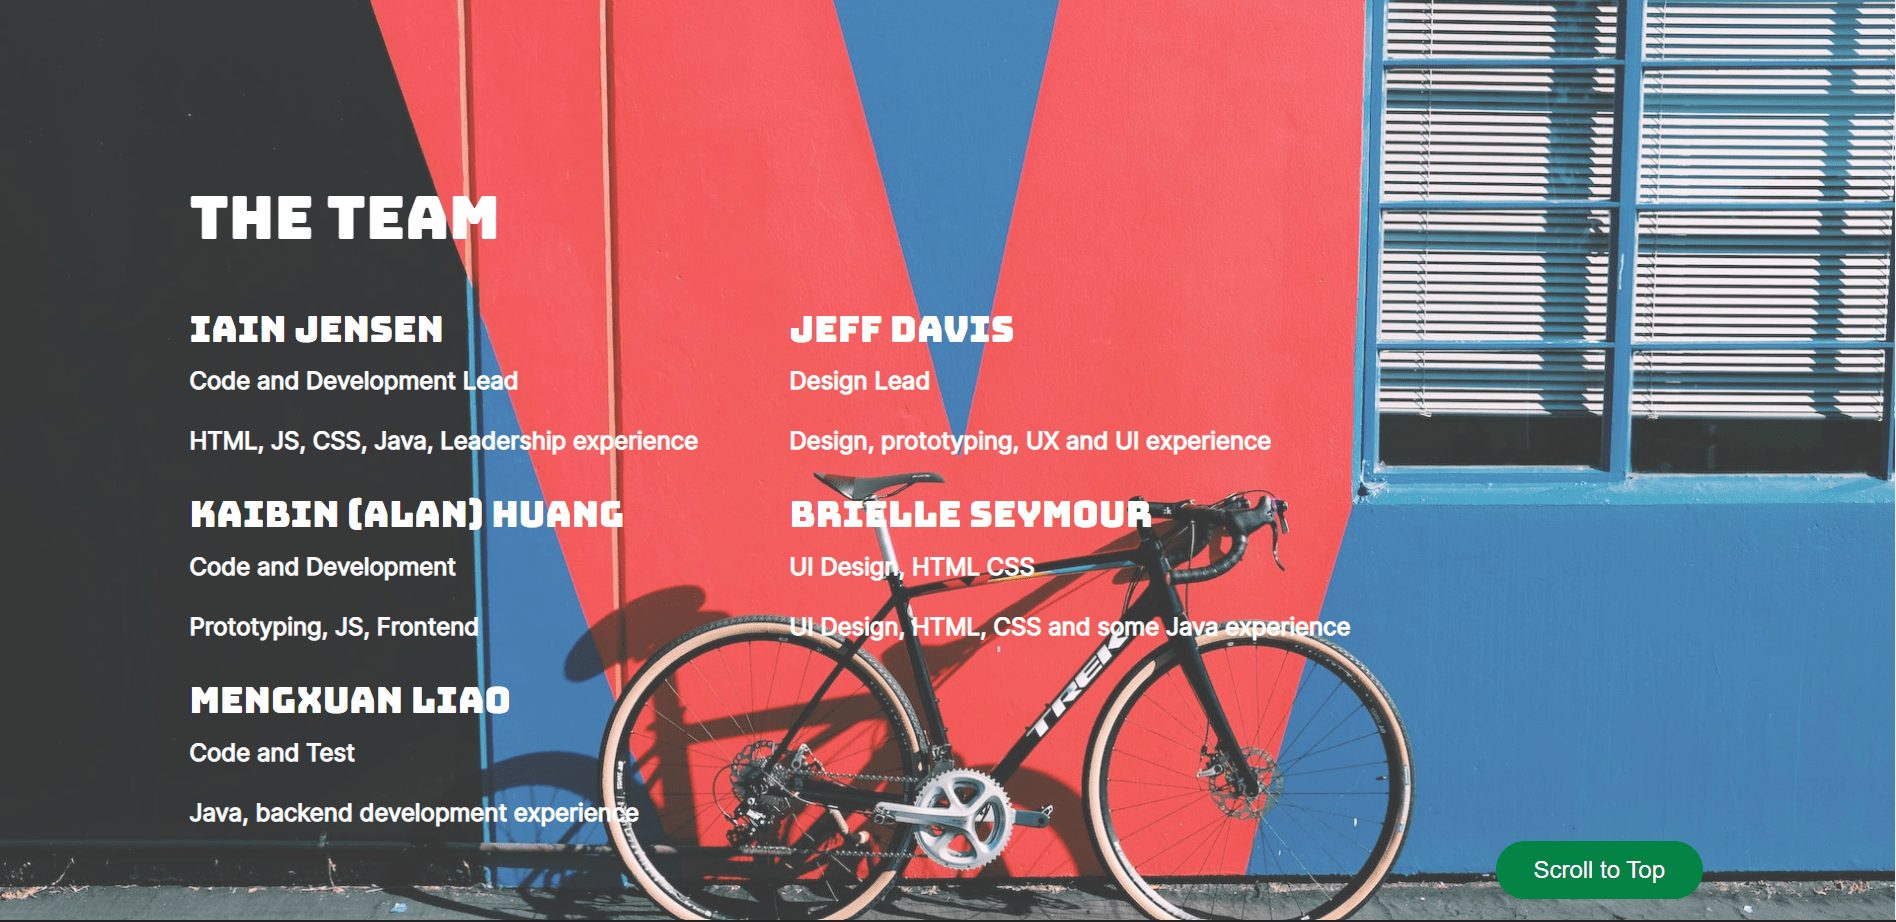 THE TEAM
IAIN JENSEN
Code and Development Lead
HTML, JS, CSS, Java, Leadership experience
JEFF DAVIS
Design Lead
Design, prototyping, UX and UI experience
KAIBIN (ALAN) HUANG
Code and Development
Prototyping, JS, Frontend
BRIELLE SEYMOUR
UI Design, HTML CSS
UI Design, HTML, CSS and some Java experience
MENGXUAN LIAO
Code and Test
Java, backend development experience
TREK
Scroll to Top